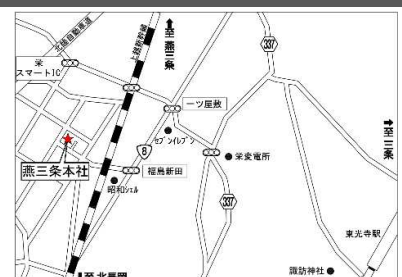 北陸自動車道
上越新幹線
↑至 燕三条
337
栄
スマートIC
一ツ屋敷
セブンイレブン
8
栄変電所
→至 三条
燕三条本社
福島新田
昭和シェル
337
東光寺駅
諏訪神社
↓至 北長岡